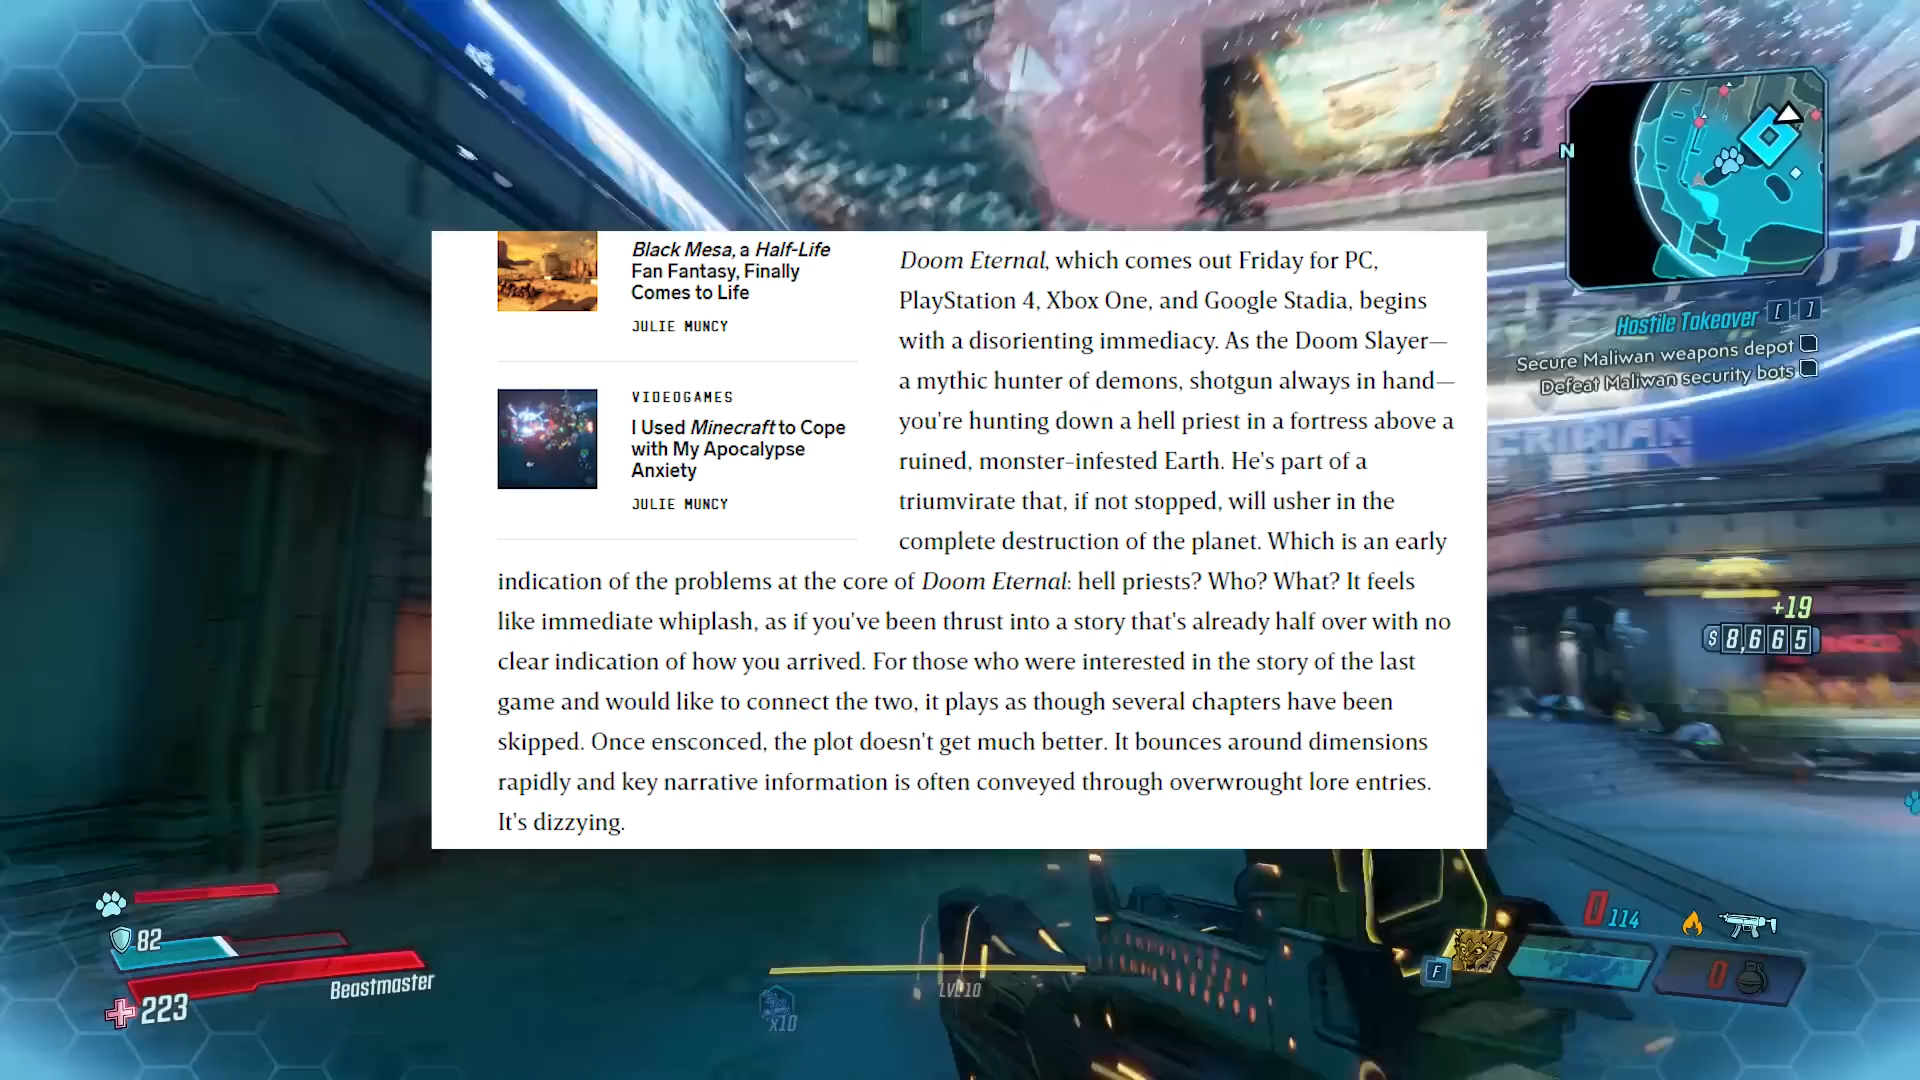 Black Mesa, a Half-Life
Fan Fantasy, Finally
Comes to Life
JULIE MUNCY
VIDEOGAMES
I Used Minecraft to Cope
with My Apocalypse
Anxiety
JULIE MUNCY
Doom Eternal, which comes out Friday for PC,
PlayStation 4, Xbox One, and Google Stadia, begins
with a disorienting immediacy. As the Doom Slayer—
a mythic hunter of demons, shotgun always in hand—
you're hunting down a hell priest in a fortress above a
ruined, monster-infested Earth. He's part of a
triumvirate that, if not stopped, will usher in the
complete destruction of the planet. Which is an early
indication of the problems at the core of Doom Eternal: hell priests? Who? What? It feels
like immediate whiplash, as if you've been thrust into a story that's already half over with no
clear indication of how you arrived. For those who were interested in the story of the last
game and would like to connect the two, it plays as though several chapters have been
skipped. Once ensconced, the plot doesn't get much better. It bounces around dimensions
rapidly and key narrative information is often conveyed through overwrought lore entries.
It's dizzying.
N
Hostile Takeover [ ]
Secure Maliwan weapons depot
Defeat Maliwan security bots
MERIDIAN
+19
$8,665
82
223
Beastmaster
LVL 10
x10
F
0/114
0